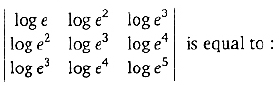 | log e   log e²   log e³ |
| log e²   log e³   log e⁴ | is equal to :
| log e³   log e⁴   log e⁵ |